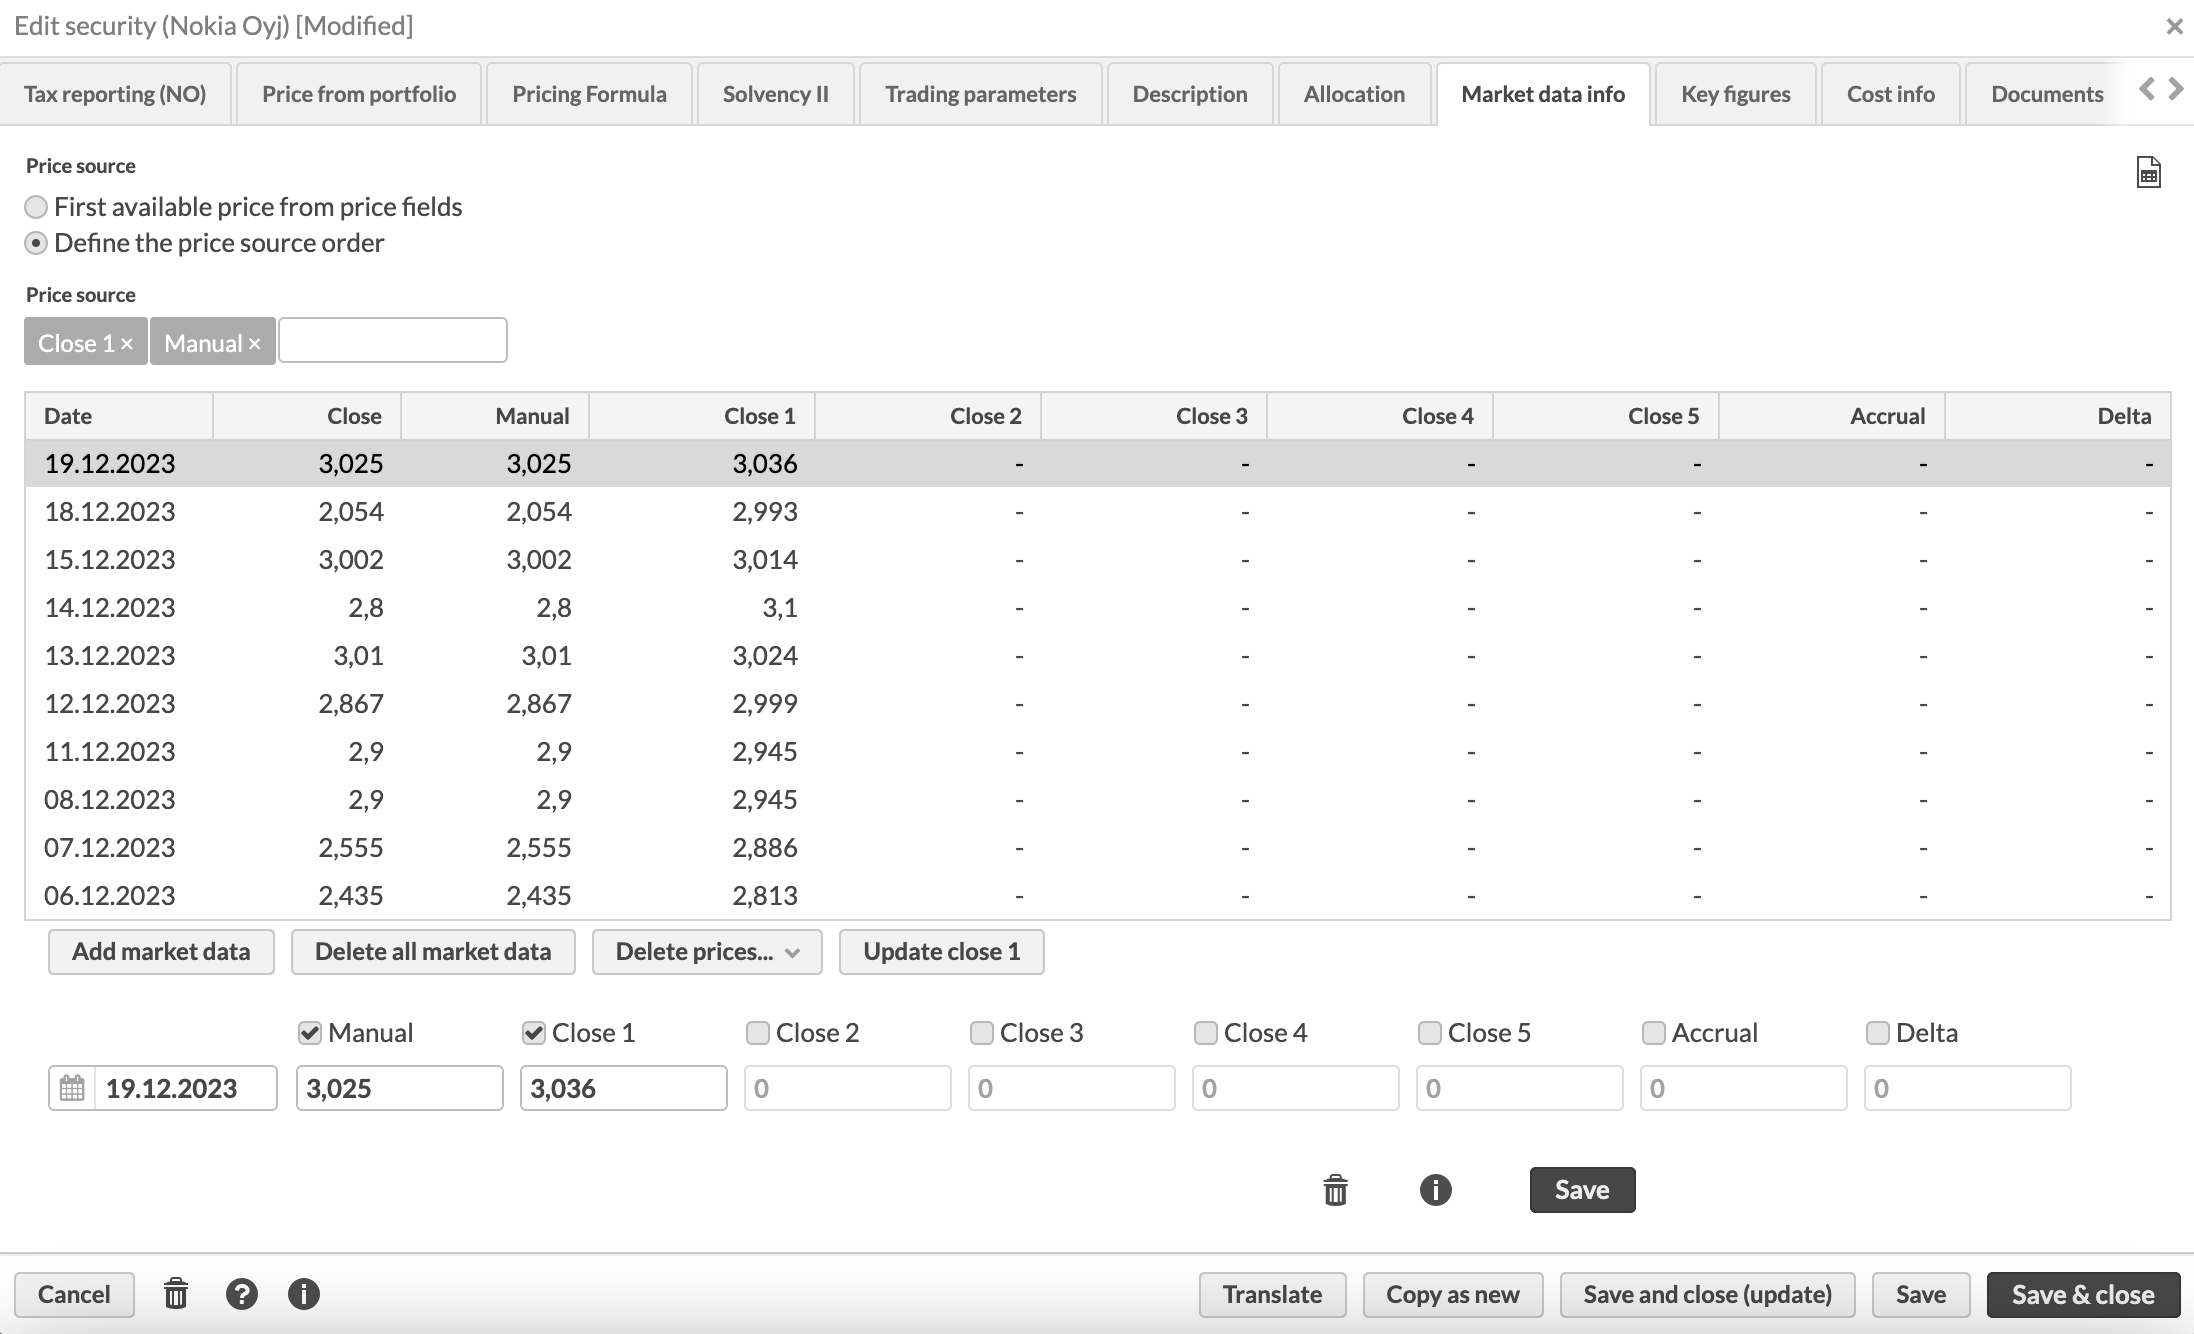 Edit security (Nokia Oyj) [Modified] ×
Tax reporting (NO) Price from portfolio Pricing Formula Solvency II Trading parameters Description Allocation Market data info Key figures Cost info Documents
Price source
First available price from price fields
Define the price source order
Price source
Close 1 × Manual ×
Date Close Manual Close 1 Close 2 Close 3 Close 4 Close 5 Accrual Delta
19.12.2023 3,025 3,025 3,036 - - - - - -
18.12.2023 2,054 2,054 2,993 - - - - - -
15.12.2023 3,002 3,002 3,014 - - - - - -
14.12.2023 2,8 2,8 3,1 - - - - - -
13.12.2023 3,01 3,01 3,024 - - - - - -
12.12.2023 2,867 2,867 2,999 - - - - - -
11.12.2023 2,9 2,9 2,945 - - - - - -
08.12.2023 2,9 2,9 2,945 - - - - - -
07.12.2023 2,555 2,555 2,886 - - - - - -
06.12.2023 2,435 2,435 2,813 - - - - - -
Add market data Delete all market data Delete prices... Update close 1
Manual Close 1 Close 2 Close 3 Close 4 Close 5 Accrual Delta
19.12.2023 3,025 3,036 0 0 0 0 0 0
Save
Cancel Translate Copy as new Save and close (update) Save Save & close